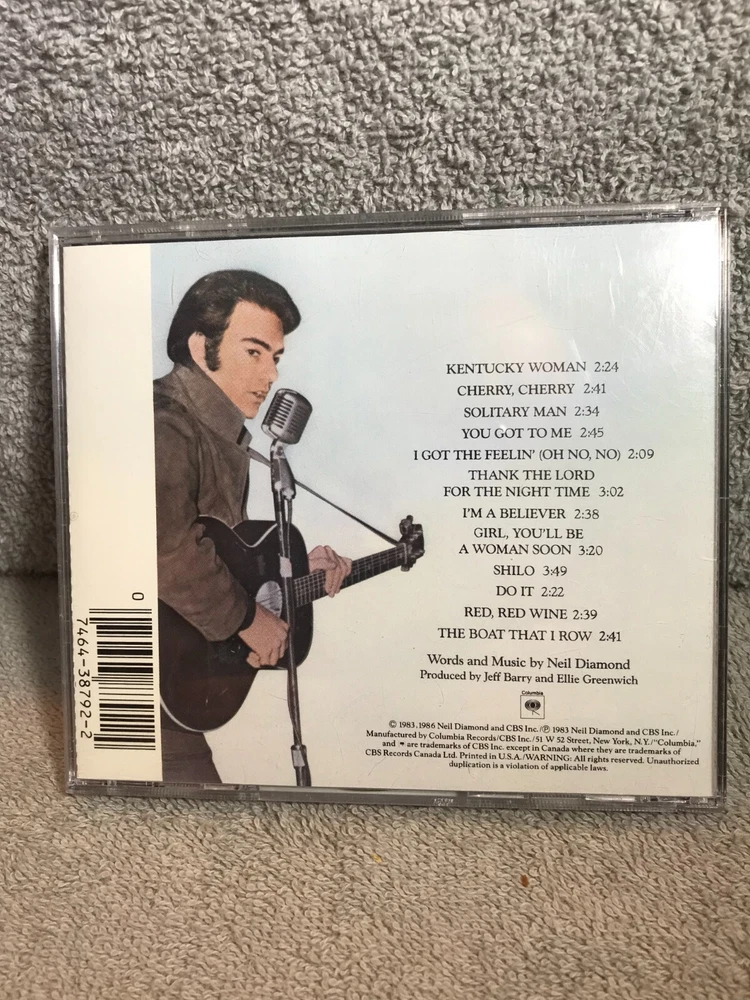 KENTUCKY WOMAN 2:24
CHERRY, CHERRY 2:41
SOLITARY MAN 2:34
YOU GOT TO ME 2:45
I GOT THE FEELIN' (OH NO, NO) 2:09
THANK THE LORD
FOR THE NIGHT TIME 3:02
I'M A BELIEVER 2:38
GIRL, YOU'LL BE
A WOMAN SOON 3:20
SHILO 3:49
DO IT 2:22
RED, RED WINE 2:39
THE BOAT THAT I ROW 2:41
Words and Music by Neil Diamond
Produced by Jeff Barry and Ellie Greenwich
Columbia
© 1983, 1986 Neil Diamond and CBS Inc./℗ 1983 Neil Diamond and CBS Inc./
Manufactured by Columbia Records/CBS Inc./51 W 52 Street, New York, N.Y./"Columbia,"
and are trademarks of CBS Inc. except in Canada where they are trademarks of
CBS Records Canada Ltd. Printed in U.S.A./WARNING: All rights reserved. Unauthorized
duplication is a violation of applicable laws.
0
7464-38792-2